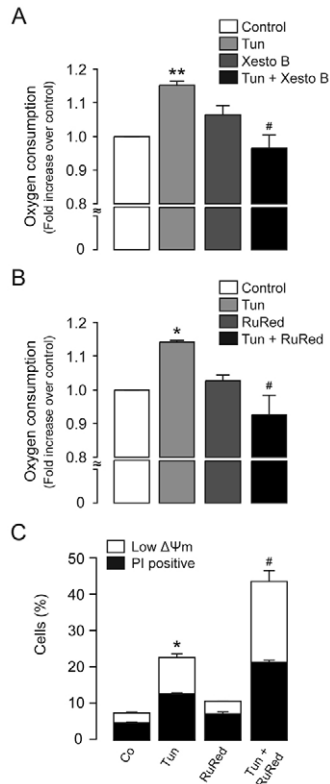 A
Control
Tun
Xesto B
Tun + Xesto B
Oxygen consumption
(Fold increase over control)
1.2
1.1
1.0
0.9
0.8
0
**
#
B
Control
Tun
RuRed
Tun + RuRed
Oxygen consumption
(Fold increase over control)
1.2
1.1
1.0
0.9
0.8
0
*
#
C
Low ΔΨm
PI positive
Cells (%)
50
40
30
20
10
0
*
#
Co
Tun
RuRed
Tun +
RuRed